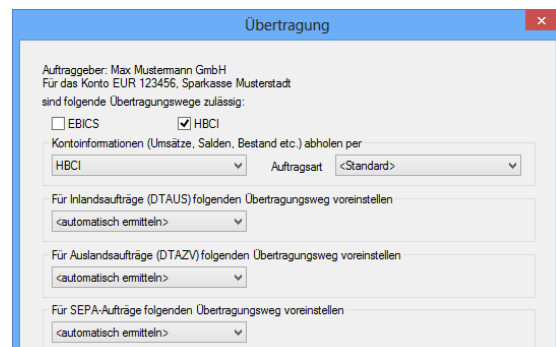 Übertragung
Auftraggeber: Max Mustermann GmbH
Für das Konto EUR 123456, Sparkasse Musterstadt
sind folgende Übertragungswege zulässig:
EBICS HBCI
Kontoinformationen (Umsätze, Salden, Bestand etc.) abholen per
HBCI Auftragsart <Standard>
Für Inlandsaufträge (DTAUS) folgenden Übertragungsweg voreinstellen
<automatisch ermitteln>
Für Auslandsaufträge (DTAZV) folgenden Übertragungsweg voreinstellen
<automatisch ermitteln>
Für SEPA-Aufträge folgenden Übertragungsweg voreinstellen
<automatisch ermitteln>